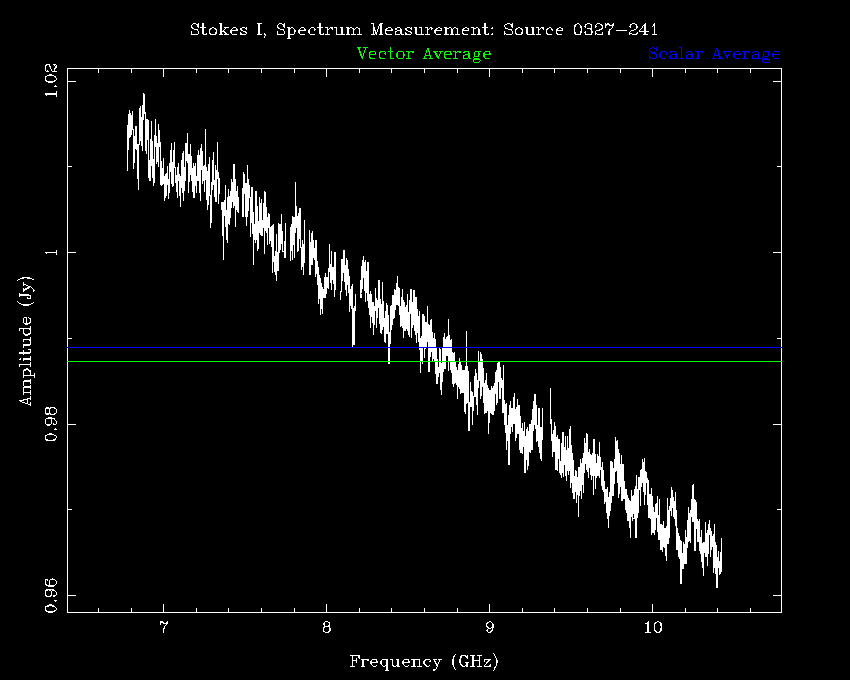 Stokes I, Spectrum Measurement: Source 0327-241
Vector Average Scalar Average
1.02
1
0.98
0.96
Amplitude (Jy)
7 8 9 10
Frequency (GHz)